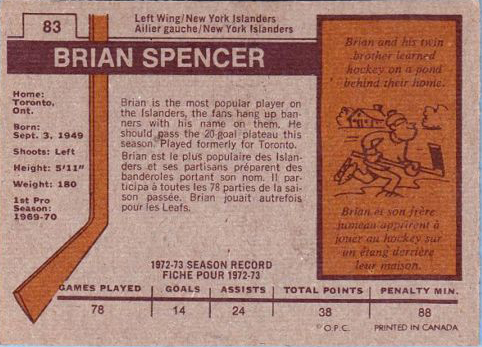 83
Left Wing/New York Islanders
Ailier gauche/New York Islanders
BRIAN SPENCER
Home:
Toronto,
Ont.
Born:
Sept. 3, 1949
Shoots: Left
Height: 5'11"
Weight: 180
1st Pro
Season:
1969-70
Brian is the most popular player on
the Islanders, the fans hang up ban-
ners with his name on them. He
should pass the 20-goal plateau this
season. Played formerly for Toronto.
Brian est le plus populaire des Islan-
ders et ses partisans préparent des
banderoles portant son nom. Il par-
ticipa à toutes les 78 parties de la sai-
son passée. Brian jouait autrefois
pour les Leafs.
Brian and his twin
brother learned
hockey on a pond
behind their home.
Brian et son frère
jumeau apprirent à
jouer au hockey sur
un étang derrière
leur maison.
1972-73 SEASON RECORD
FICHE POUR 1972-73
GAMES PLAYED GOALS ASSISTS TOTAL POINTS PENALTY MIN.
78 14 24 38 88
© O.P.C. PRINTED IN CANADA